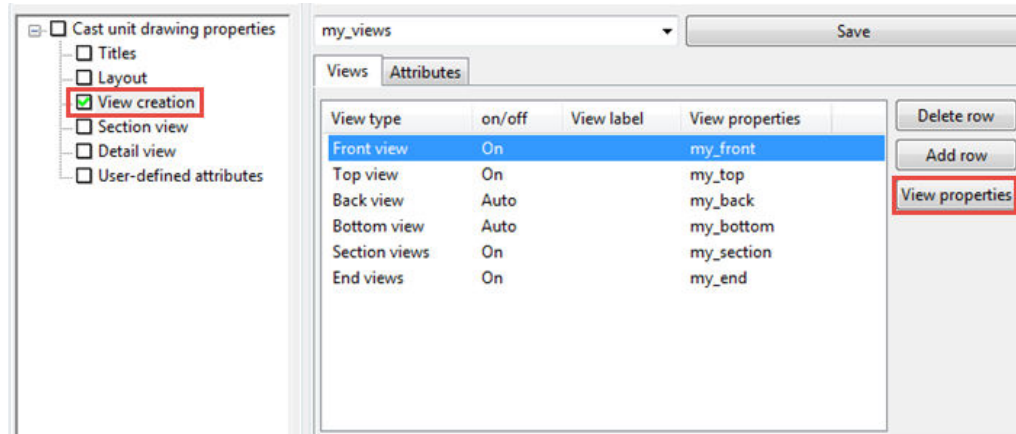 Cast unit drawing properties
Titles
Layout
View creation
Section view
Detail view
User-defined attributes
my_views Save
Views Attributes
View type on/off View label View properties
Front view On my_front
Top view On my_top
Back view Auto my_back
Bottom view Auto my_bottom
Section views On my_section
End views On my_end
Delete row
Add row
View properties